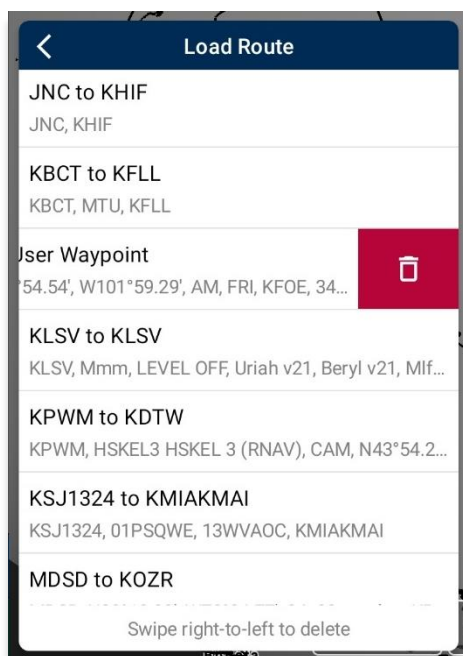 Load Route
JNC to KHIF
JNC, KHIF
KBCT to KFLL
KBCT, MTU, KFLL
User Waypoint
°54.54', W101°59.29', AM, FRI, KFOE, 34...
KLSV to KLSV
KLSV, Mmm, LEVEL OFF, Uriah v21, Beryl v21, Mlf...
KPWM to KDTW
KPWM, HSKEL3 HSKEL 3 (RNAV), CAM, N43°54.2...
KSJ1324 to KMIAKMAI
KSJ1324, 01PSQWE, 13WVAOC, KMIAKMAI
MDSD to KOZR
Swipe right-to-left to delete